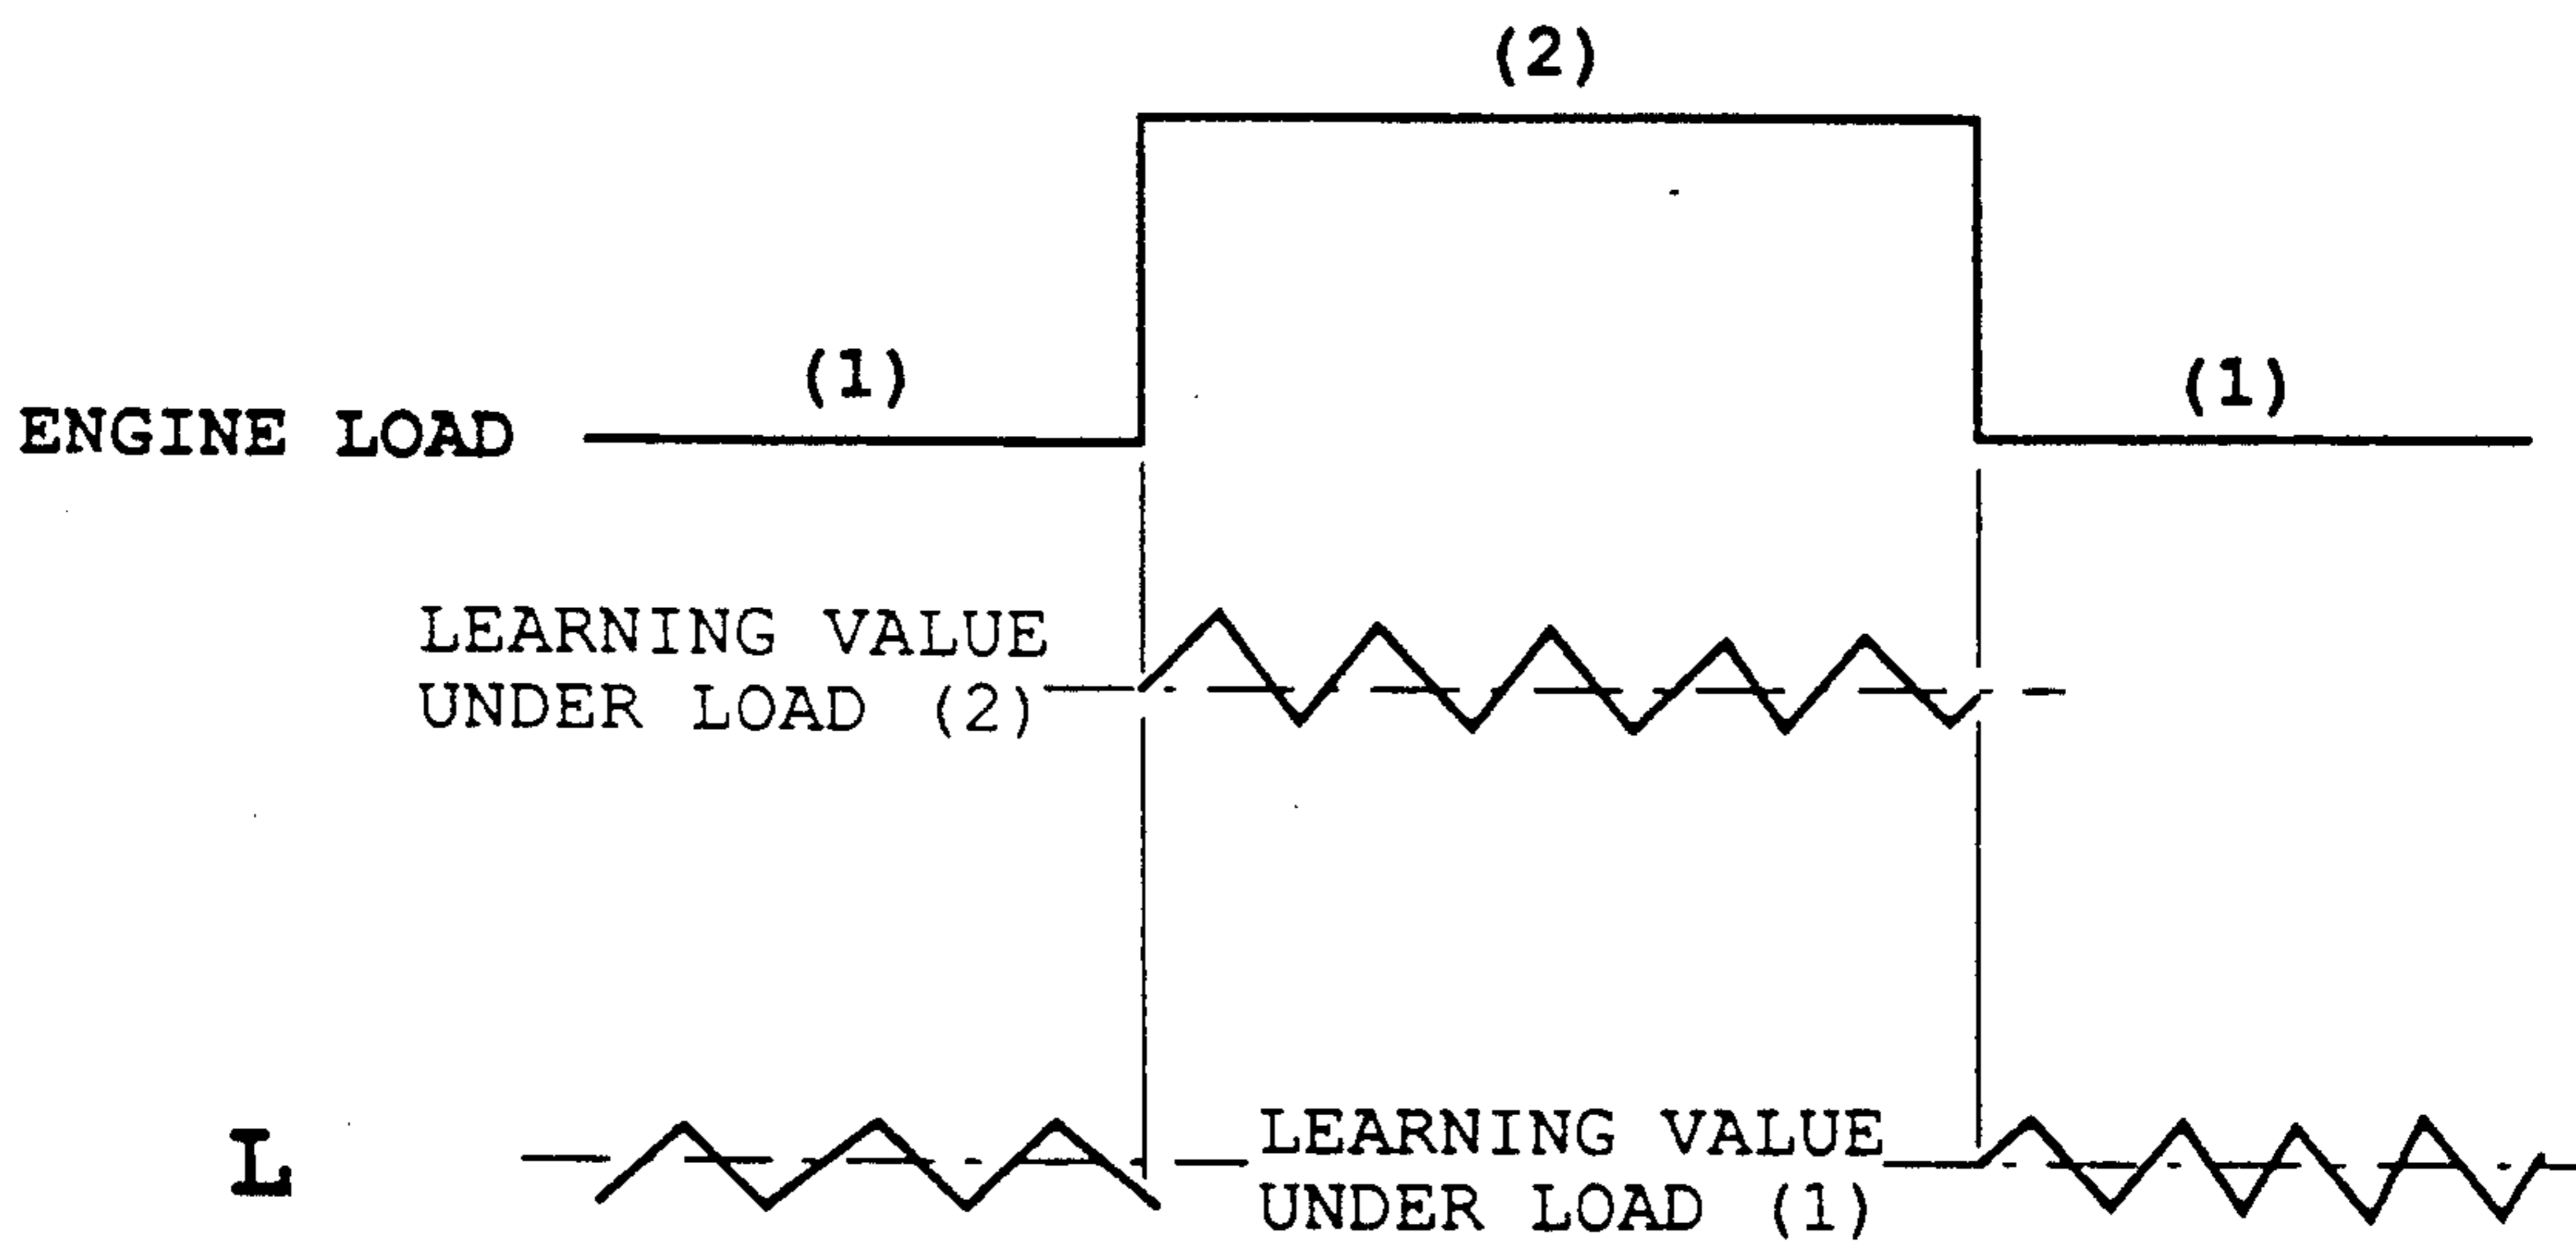 (2)
(1)
(1)
ENGINE LOAD
LEARNING VALUE
UNDER LOAD (2)
L
LEARNING VALUE
UNDER LOAD (1)